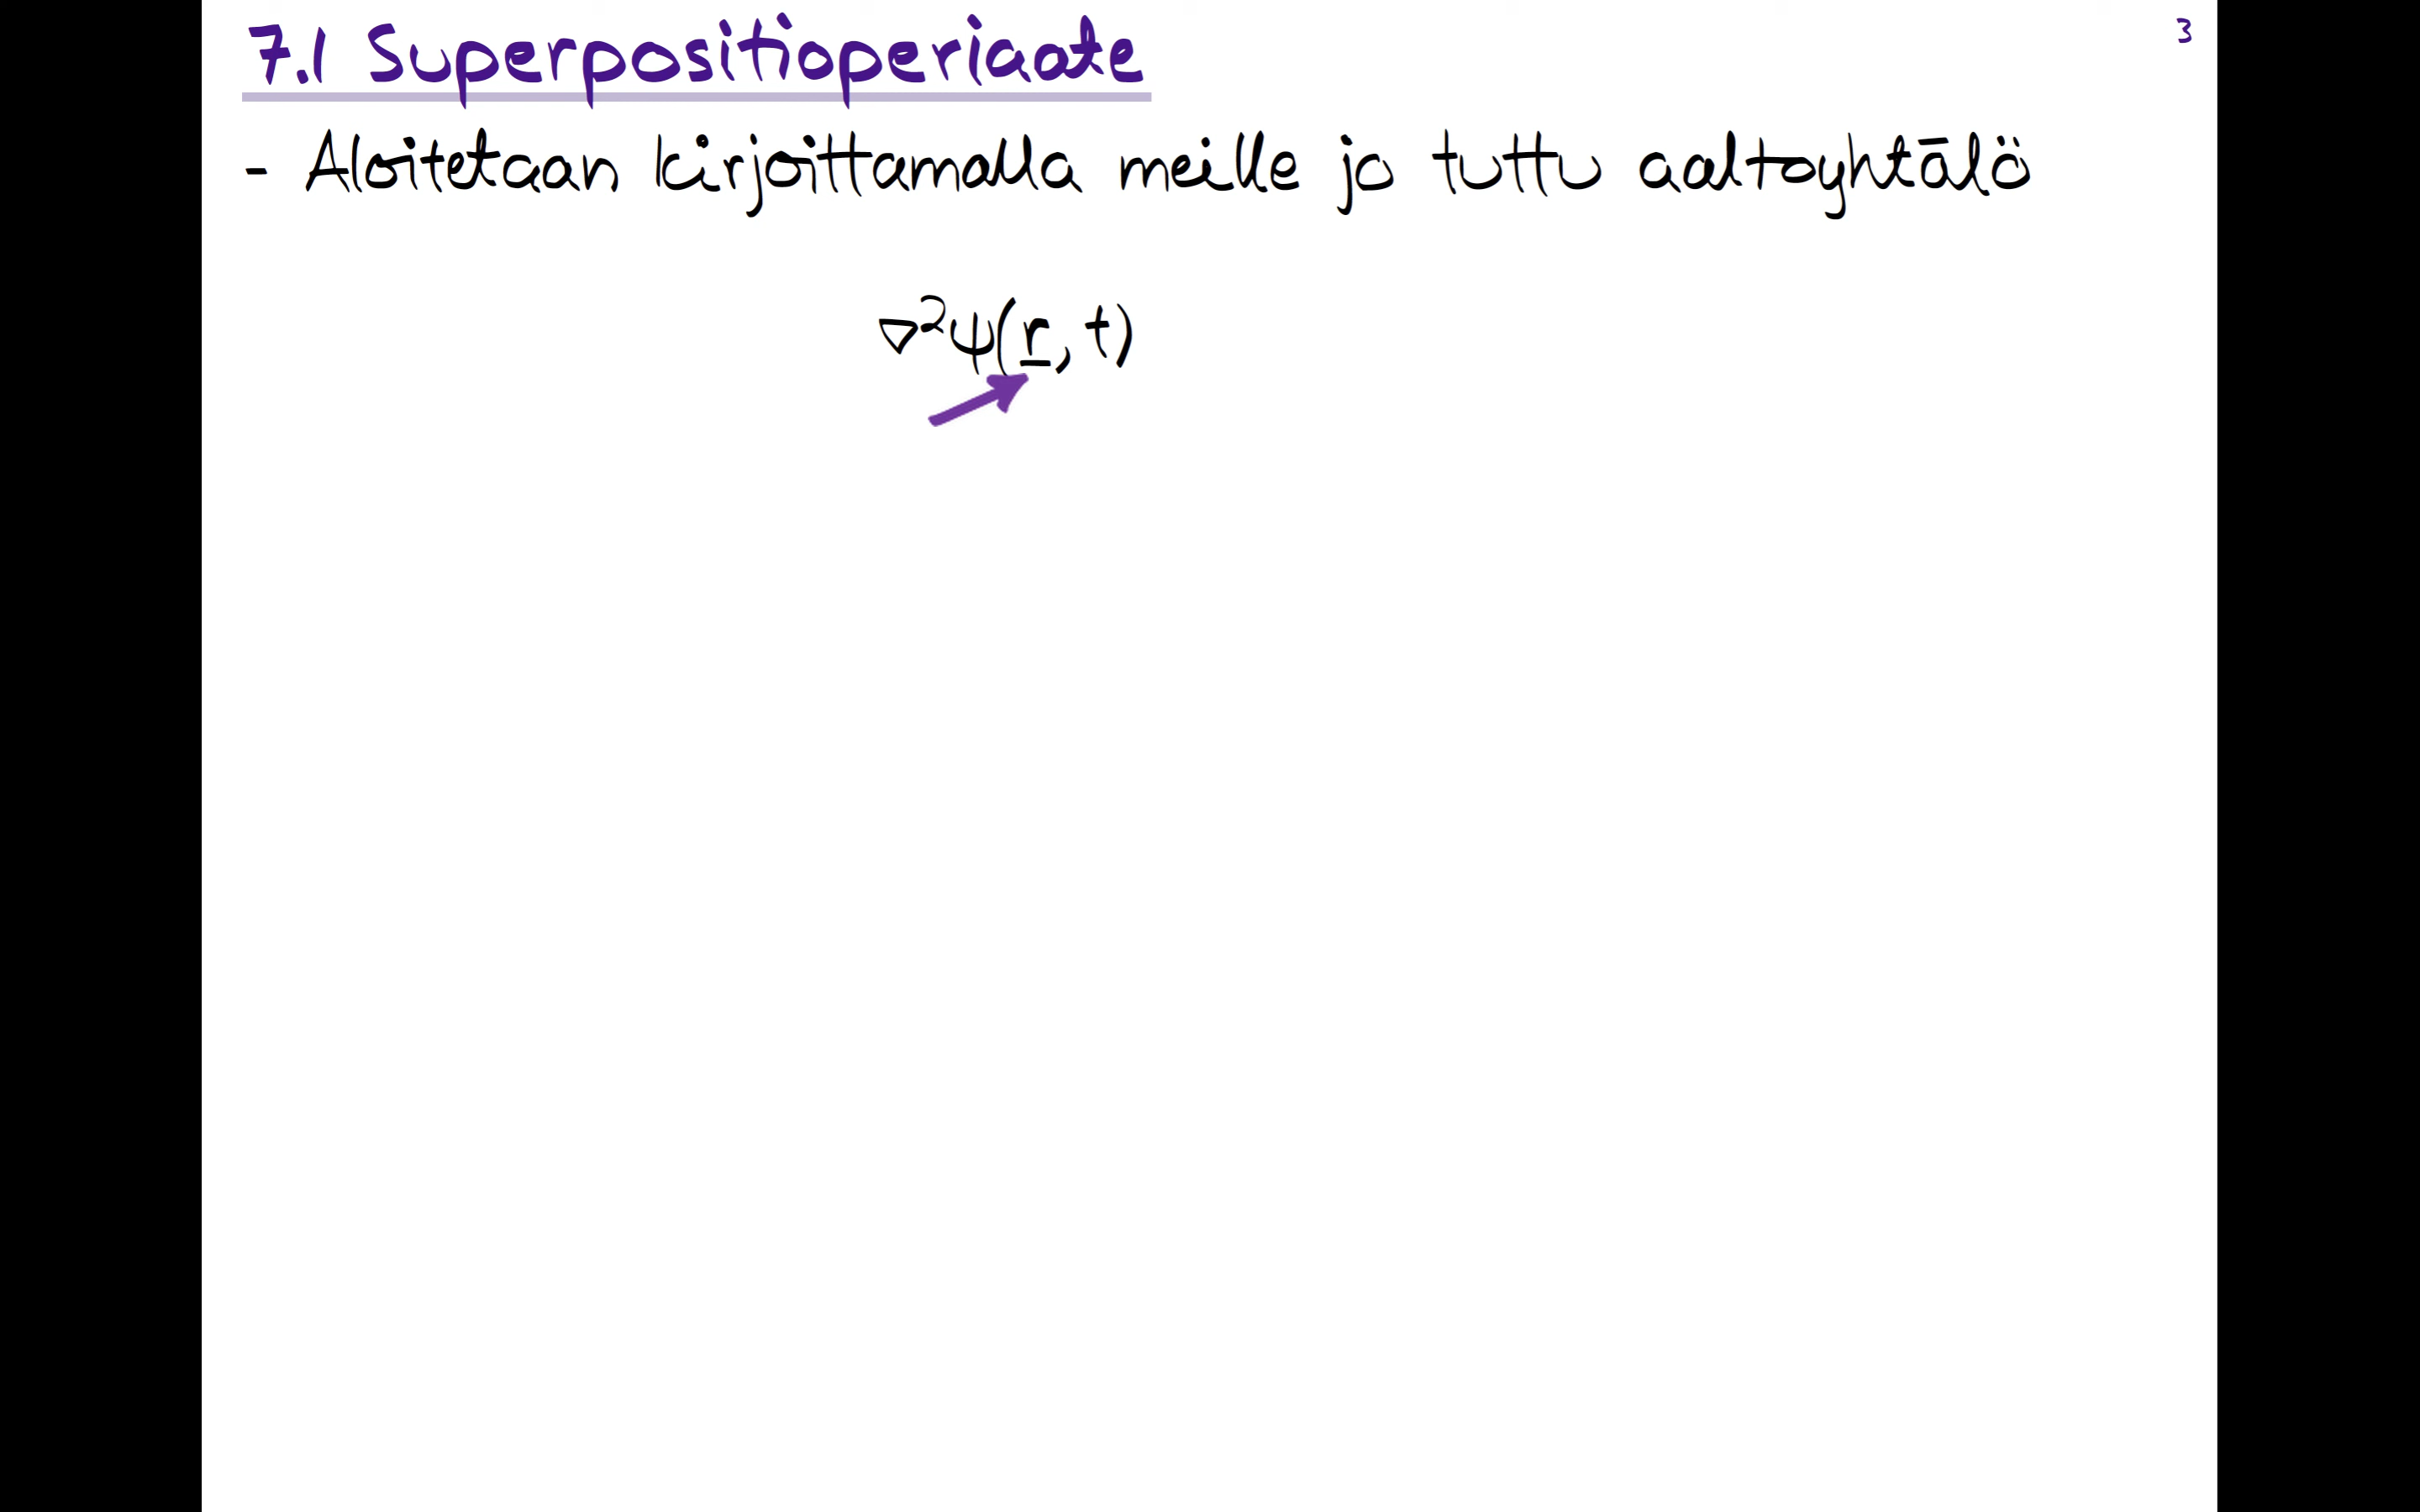 7.1 Superpositioperiaate
3
- Aloitetaan kirjoittamalla meille jo tuttu aaltoyhtälö
∇²ψ(r̲, t)